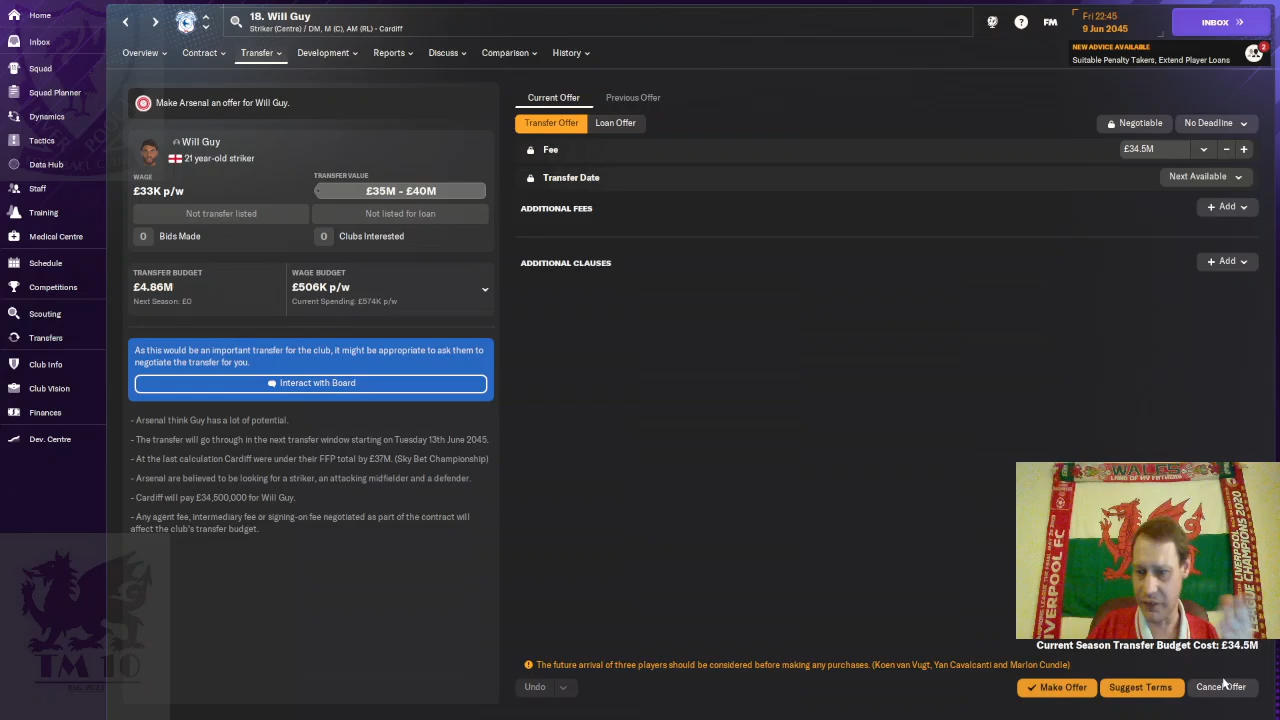 Home
Inbox
Squad
Squad Planner
Dynamics
Tactics
Data Hub
Staff
Training
Medical Centre
Schedule
Competitions
Scouting
Transfers
Club Info
Club Vision
Finances
Dev. Centre
TM 10
18. Will Guy
Striker (Centre) / DM, M (C), AM (RL) - Cardiff
FM
Fri 22:45
9 Jun 2045
INBOX
Overview
Contract
Transfer
Development
Reports
Discuss
Comparison
History
NEW ADVICE AVAILABLE
Suitable Penalty Takers, Extend Player Loans
2
Make Arsenal an offer for Will Guy.
Will Guy
21 year-old striker
WAGE
£33K p/w
TRANSFER VALUE
£35M - £40M
Not transfer listed
Not listed for loan
0 Bids Made
0 Clubs Interested
TRANSFER BUDGET
£4.86M
Next Season: £0
WAGE BUDGET
£506K p/w
Current Spending: £574K p/w
As this would be an important transfer for the club, it might be appropriate to ask them to
negotiate the transfer for you.
Interact with Board
- Arsenal think Guy has a lot of potential.
- The transfer will go through in the next transfer window starting on Tuesday 13th June 2045.
- At the last calculation Cardiff were under their FFP total by £37M. (Sky Bet Championship)
- Arsenal are believed to be looking for a striker, an attacking midfielder and a defender.
- Cardiff will pay £34,500,000 for Will Guy.
- Any agent fee, intermediary fee or signing-on fee negotiated as part of the contract will
affect the club's transfer budget.
Current Offer
Previous Offer
Transfer Offer
Loan Offer
Negotiable
No Deadline
Fee
£34.5M
Transfer Date
Next Available
ADDITIONAL FEES
+ Add
ADDITIONAL CLAUSES
+ Add
WALES
LAND OF MY FATHERS
LIVERPOOL FC
LIVERPOOL
LEAGUE CHAMPIONS 2020
Current Season Transfer Budget Cost: £34.5M
The future arrival of three players should be considered before making any purchases. (Koen van Vugt, Yan Cavalcanti and Marlon Cundle)
Undo
Make Offer
Suggest Terms
Cancel Offer